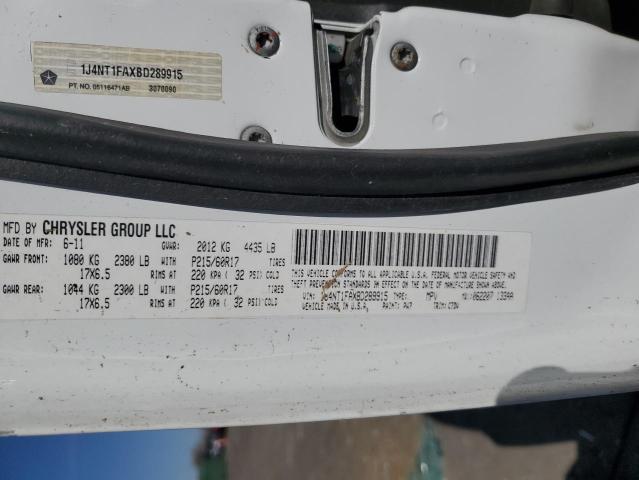 1J4NT1FAXBD289915
PT. NO. 05116471AB 3070090
MFD BY CHRYSLER GROUP LLC
DATE OF MFR: 6-11 GVWR: 2012 KG 4435 LB
GAWR FRONT: 1080 KG 2380 LB WITH P215/60R17 TIRES
17X6.5 RIMS AT 220 KPA ( 32 PSI) COLD
GAWR REAR: 1044 KG 2300 LB WITH P215/60R17 TIRES
17X6.5 RIMS AT 220 KPA ( 32 PSI) COLD
THIS VEHICLE CONFORMS TO ALL APPLICABLE U.S.A. FEDERAL MOTOR VEHICLE SAFETY AND
THEFT PREVENTION STANDARDS IN EFFECT ON THE DATE OF MANUFACTURE SHOWN ABOVE.
VIN: 1J4NT1FAXBD289915 TYPE: MPV
VEHICLE MADE IN U.S.A. PAINT: PW7 TRIM: